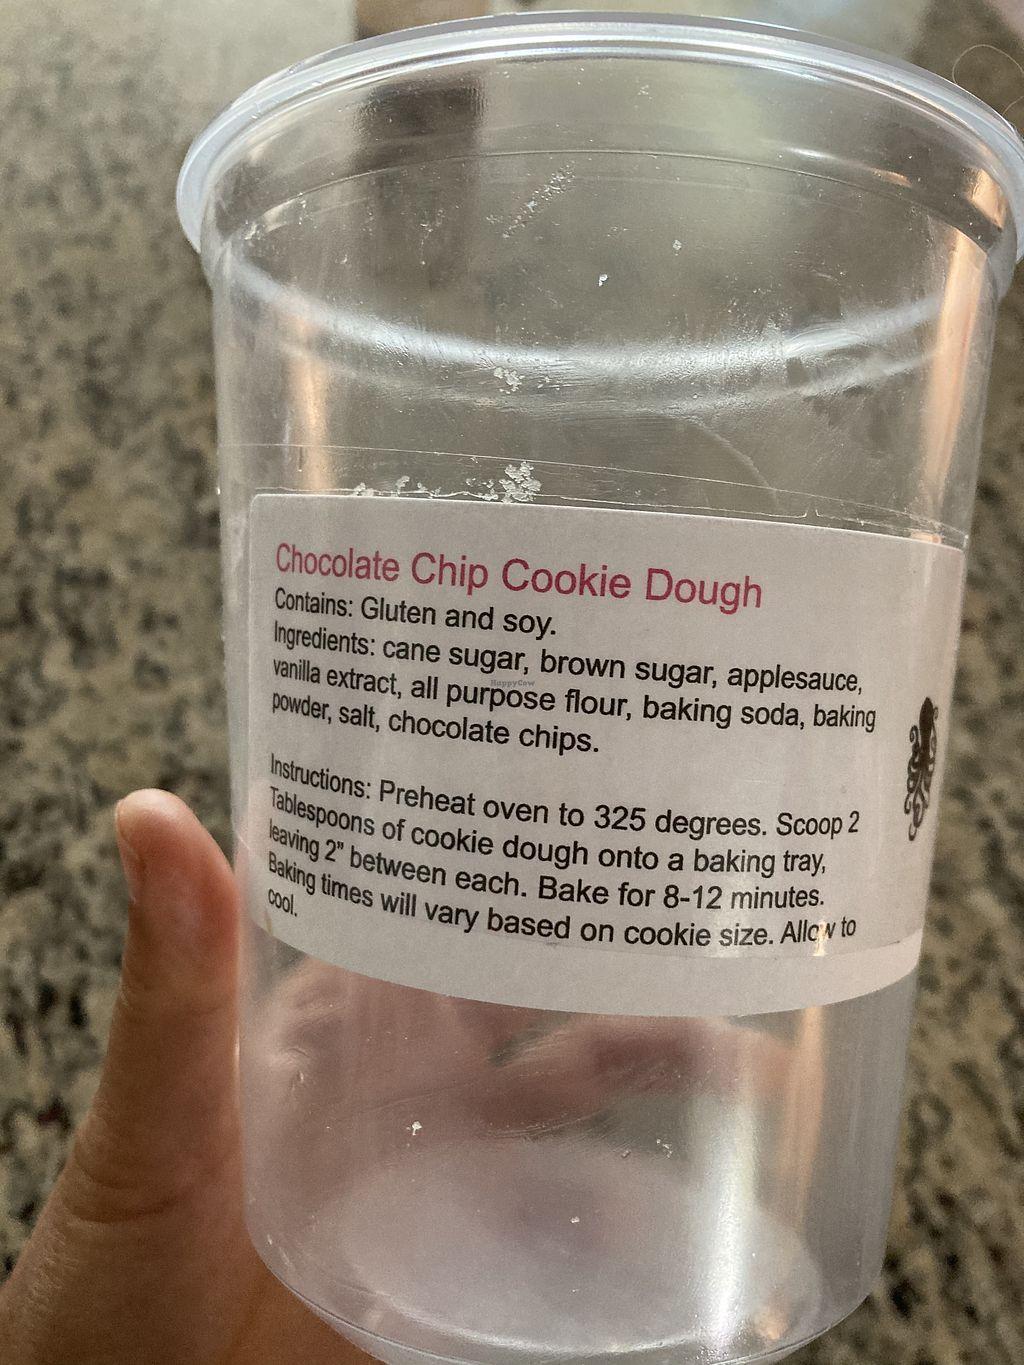 Chocolate Chip Cookie Dough
Contains: Gluten and soy.
Ingredients: cane sugar, brown sugar, applesauce,
vanilla extract, all purpose flour, baking soda, baking
powder, salt, chocolate chips.
Instructions: Preheat oven to 325 degrees. Scoop 2
Tablespoons of cookie dough onto a baking tray,
leaving 2" between each. Bake for 8-12 minutes.
Baking times will vary based on cookie size. Allow to
cool.
HappyCow